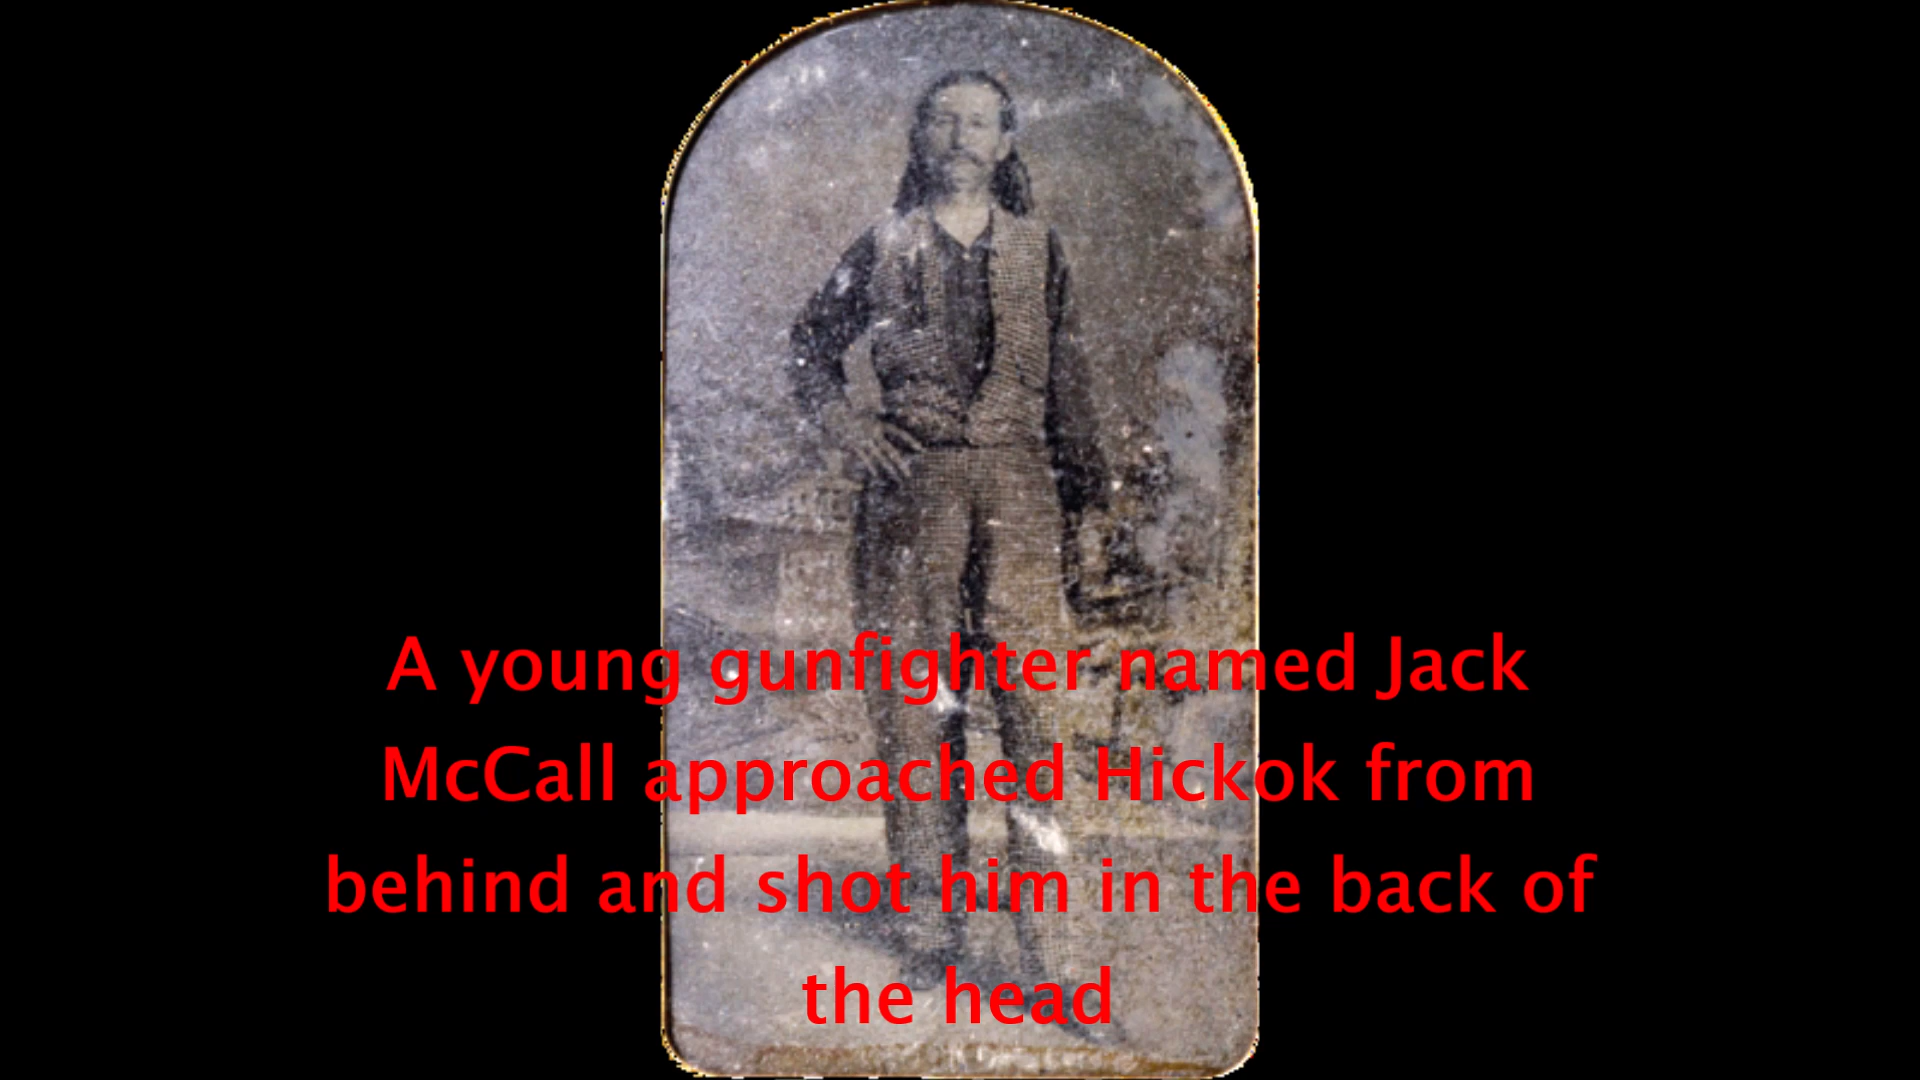 A young gunfighter named Jack
McCall approached Hickok from
behind and shot him in the back of
the head